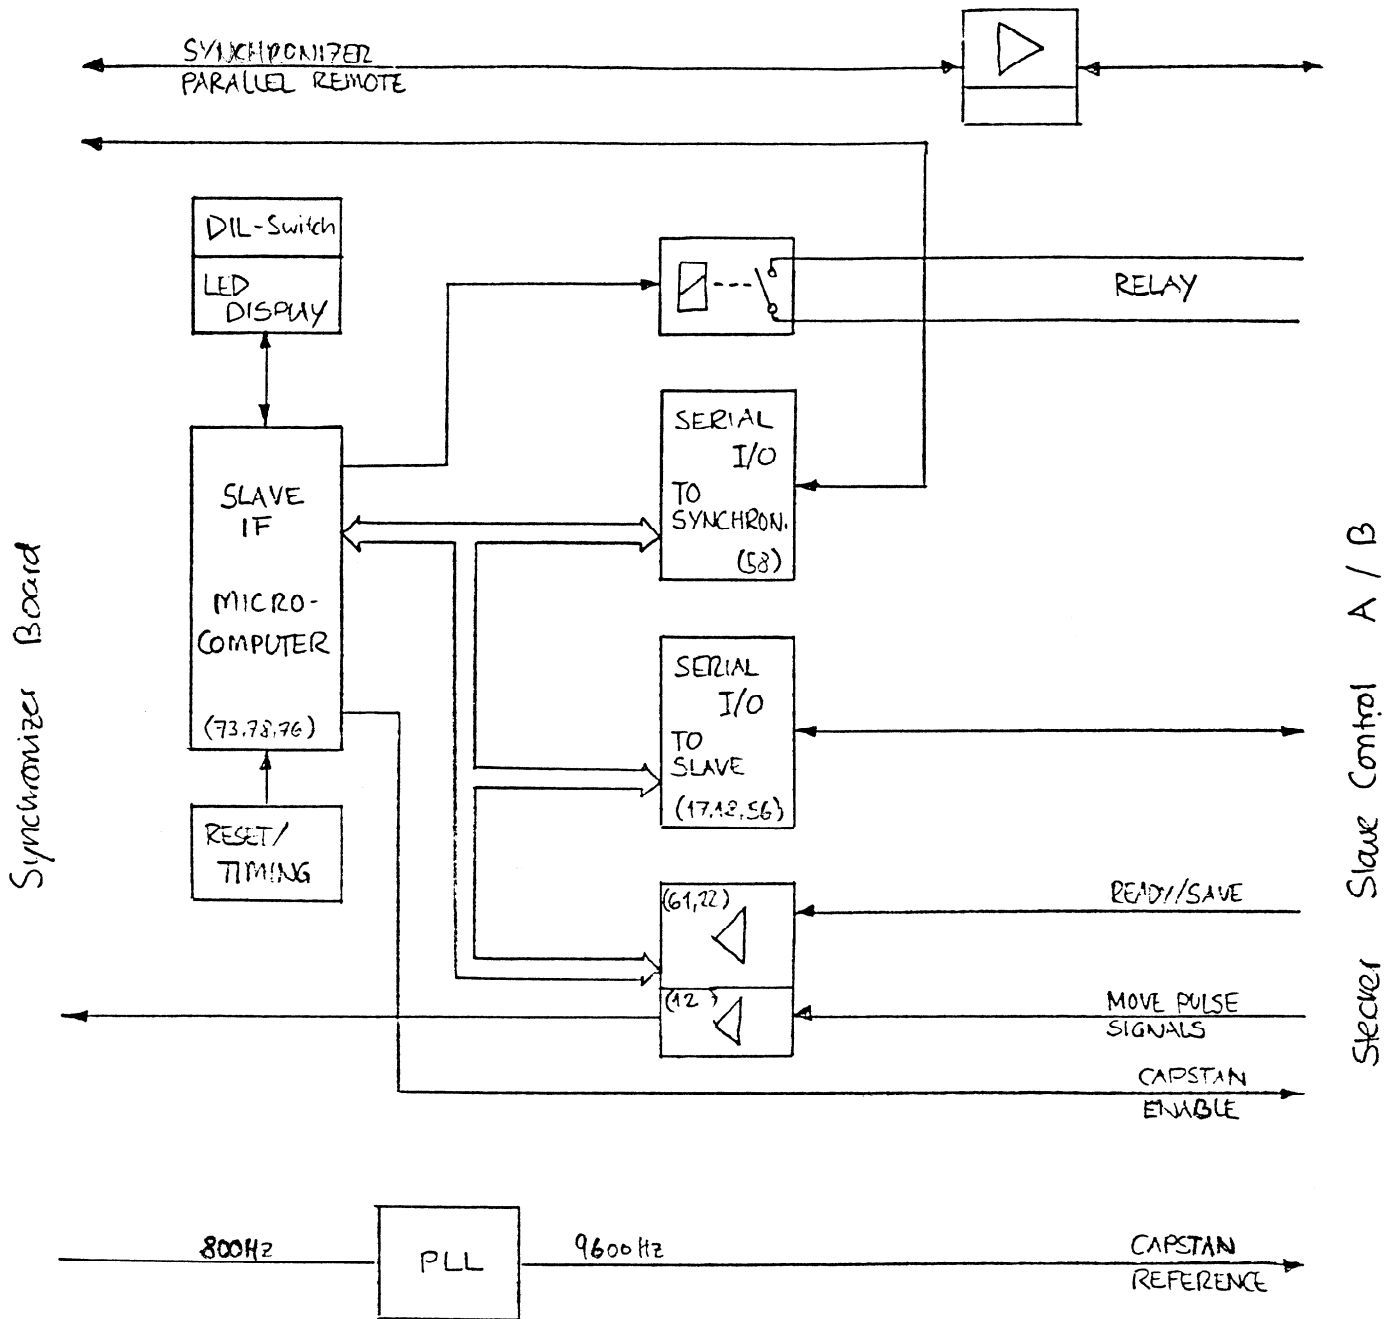 SYNCHRONIZER
PARALLEL REMOTE
DIL-Switch
LED
DISPLAY
RELAY
SERIAL
I/O
TO
SYNCHRON.
(58)
SLAVE
IF
MICRO-
COMPUTER
(73,78,76)
SERIAL
I/O
TO
SLAVE
(17,18,56)
RESET/
TIMING
(61,22)
READY//SAVE
(12)
MOVE PULSE
SIGNALS
CAPSTAN
ENABLE
800Hz
PLL
9600Hz
CAPSTAN
REFERENCE
Synchronizer Board
Stecker Slave Control A/B